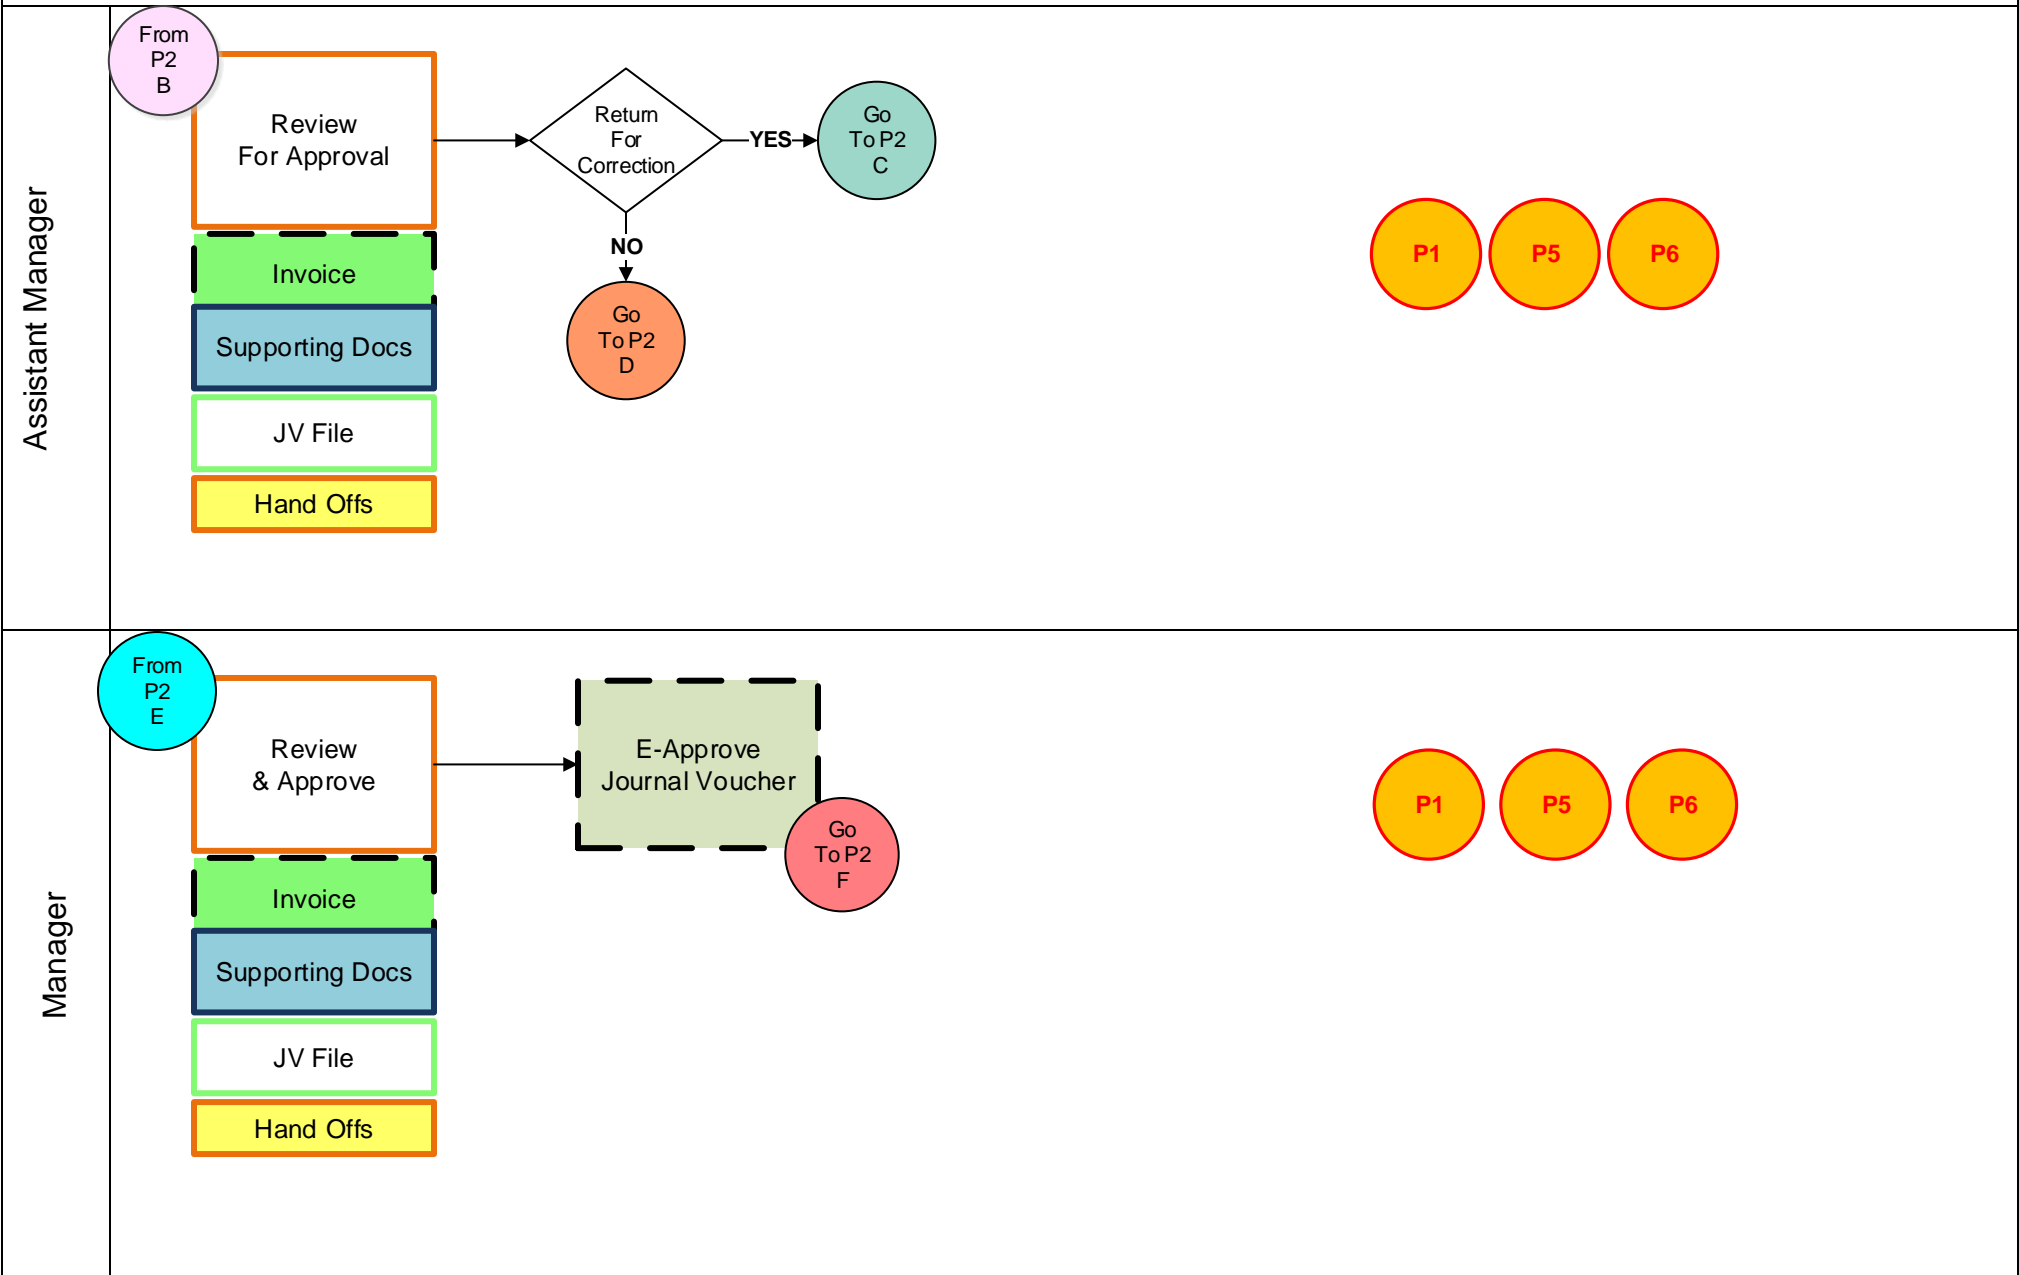 Assistant Manager
From
P2
B
Review
For Approval
Return
For
Correction
YES
Go
To P2
C
NO
Go
To P2
D
Invoice
Supporting Docs
JV File
Hand Offs
P1
P5
P6
Manager
From
P2
E
Review
& Approve
E-Approve
Journal Voucher
Go
To P2
F
Invoice
Supporting Docs
JV File
Hand Offs
P1
P5
P6